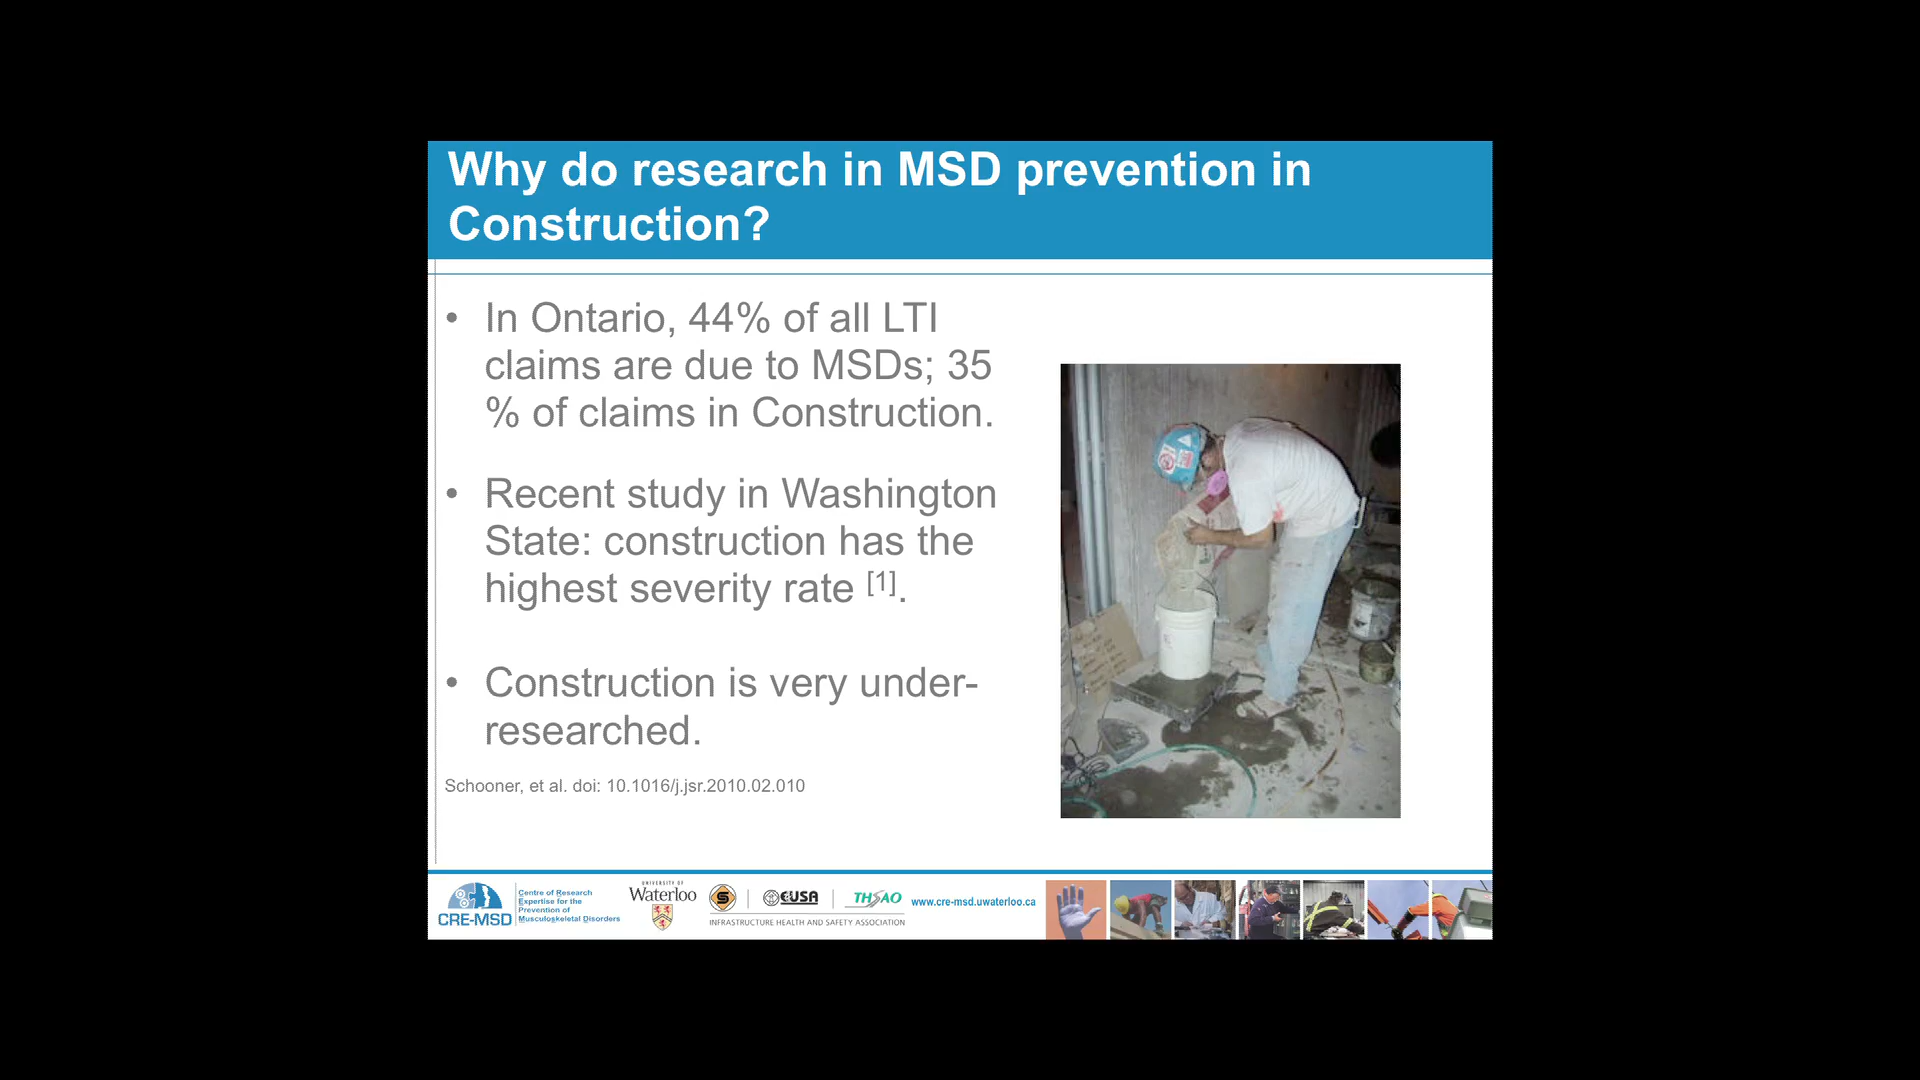 Why do research in MSD prevention in
Construction?
• In Ontario, 44% of all LTI
claims are due to MSDs; 35
% of claims in Construction.
• Recent study in Washington
State: construction has the
highest severity rate [1].
• Construction is very under-
researched.
Schooner, et al. doi: 10.1016/j.jsr.2010.02.010
CRE-MSD
Centre of Research
Expertise for the
Prevention of
Musculoskeletal Disorders
UNIVERSITY OF
Waterloo
EUSA
THSAO
INFRASTRUCTURE HEALTH AND SAFETY ASSOCIATION
www.cre-msd.uwaterloo.ca